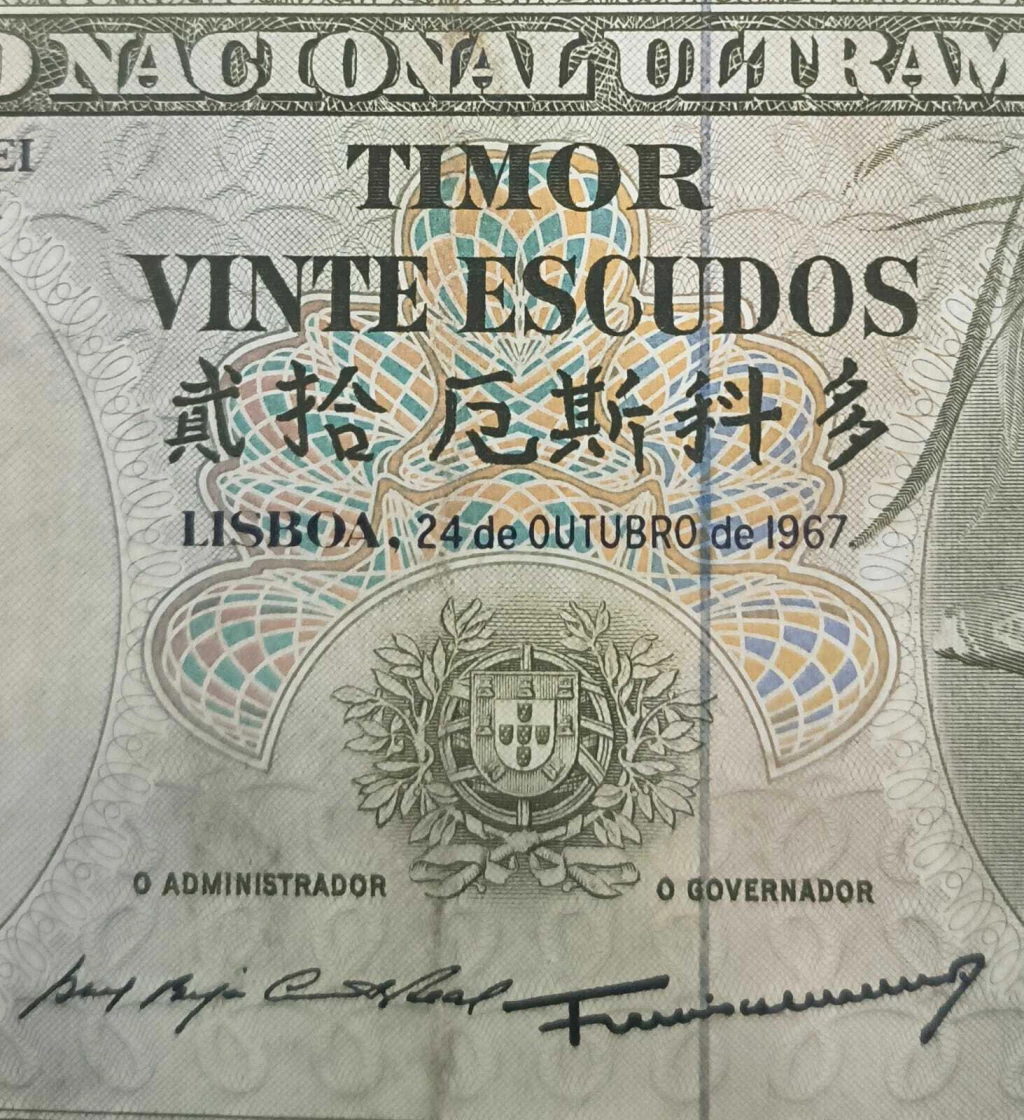 O NACIONAL ULTRAM
EI
TIMOR
VINTE ESCUDOS
貳拾 厄斯科多
LISBOA, 24 de OUTUBRO de 1967
O ADMINISTRADOR O GOVERNADOR